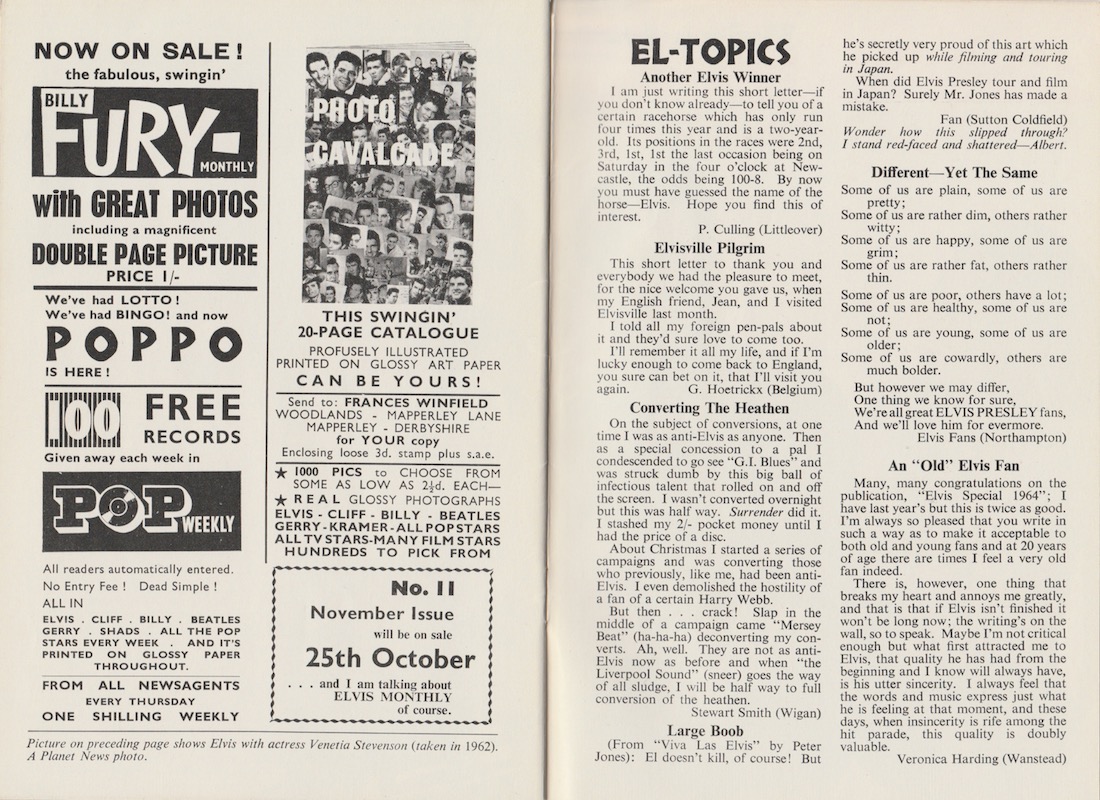 NOW ON SALE!
the fabulous, swingin'
BILLY
FURY-
MONTHLY
with GREAT PHOTOS
including a magnificent
DOUBLE PAGE PICTURE
PRICE 1/-
We've had LOTTO!
We've had BINGO! and now
POPPO
IS HERE!
100 FREE
RECORDS
Given away each week in
POP
WEEKLY
All readers automatically entered.
No Entry Fee! Dead Simple!
ALL IN
ELVIS . CLIFF . BILLY . BEATLES
GERRY . SHADS . ALL THE POP
STARS EVERY WEEK . AND IT'S
PRINTED ON GLOSSY PAPER
THROUGHOUT.
FROM ALL NEWSAGENTS
EVERY THURSDAY
ONE SHILLING WEEKLY
PHOTO
CAVALCADE
THIS SWINGIN'
20-PAGE CATALOGUE
PROFUSELY ILLUSTRATED
PRINTED ON GLOSSY ART PAPER
CAN BE YOURS!
Send to: FRANCES WINFIELD
WOODLANDS - MAPPERLEY LANE
MAPPERLEY - DERBYSHIRE
for YOUR copy
Enclosing loose 3d. stamp plus s.a.e.
★ 1000 PICS to CHOOSE FROM
SOME AS LOW AS 2½d. EACH—
★ REAL GLOSSY PHOTOGRAPHS
ELVIS - CLIFF - BILLY - BEATLES
GERRY-KRAMER-ALL POP STARS
ALL TV STARS-MANY FILM STARS
HUNDREDS TO PICK FROM
No. 11
November Issue
will be on sale
25th October
. . . and I am talking about
ELVIS MONTHLY
of course.
Picture on preceding page shows Elvis with actress Venetia Stevenson (taken in 1962).
A Planet News photo.
EL-TOPICS
Another Elvis Winner
I am just writing this short letter—if
you don't know already—to tell you of a
certain racehorse which has only run
four times this year and is a two-year-
old. Its positions in the races were 2nd,
3rd, 1st, 1st the last occasion being on
Saturday in the four o'clock at New-
castle, the odds being 100-8. By now
you must have guessed the name of the
horse—Elvis. Hope you find this of
interest.
P. Culling (Littleover)
Elvisville Pilgrim
This short letter to thank you and
everybody we had the pleasure to meet,
for the nice welcome you gave us, when
my English friend, Jean, and I visited
Elvisville last month.
I told all my foreign pen-pals about
it and they'd sure love to come too.
I'll remember it all my life, and if I'm
lucky enough to come back to England,
you sure can bet on it, that I'll visit you
again. G. Hoetrickx (Belgium)
Converting The Heathen
On the subject of conversions, at one
time I was as anti-Elvis as anyone. Then
as a special concession to a pal I
condescended to go see "G.I. Blues" and
was struck dumb by this big ball of
infectious talent that rolled on and off
the screen. I wasn't converted overnight
but this was half way. Surrender did it.
I stashed my 2/- pocket money until I
had the price of a disc.
About Christmas I started a series of
campaigns and was converting those
who previously, like me, had been anti-
Elvis. I even demolished the hostility of
a fan of a certain Harry Webb.
But then . . . crack! Slap in the
middle of a campaign came "Mersey
Beat" (ha-ha-ha) deconverting my con-
verts. Ah, well. They are not as anti-
Elvis now as before and when "the
Liverpool Sound" (sneer) goes the way
of all sludge, I will be half way to full
conversion of the heathen.
Stewart Smith (Wigan)
Large Boob
(From "Viva Las Elvis" by Peter
Jones): El doesn't kill, of course! But
he's secretly very proud of this art which
he picked up while filming and touring
in Japan.
When did Elvis Presley tour and film
in Japan? Surely Mr. Jones has made a
mistake.
Fan (Sutton Coldfield)
Wonder how this slipped through?
I stand red-faced and shattered—Albert.
Different—Yet The Same
Some of us are plain, some of us are
pretty;
Some of us are rather dim, others rather
witty;
Some of us are happy, some of us are
grim;
Some of us are rather fat, others rather
thin.
Some of us are poor, others have a lot;
Some of us are healthy, some of us are
not;
Some of us are young, some of us are
older;
Some of us are cowardly, others are
much bolder.
But however we may differ,
One thing we know for sure,
We're all great ELVIS PRESLEY fans,
And we'll love him for evermore.
Elvis Fans (Northampton)
An "Old" Elvis Fan
Many, many congratulations on the
publication, "Elvis Special 1964"; I
have last year's but this is twice as good.
I'm always so pleased that you write in
such a way as to make it acceptable to
both old and young fans and at 20 years
of age there are times I feel a very old
fan indeed.
There is, however, one thing that
breaks my heart and annoys me greatly,
and that is that if Elvis isn't finished it
won't be long now; the writing's on the
wall, so to speak. Maybe I'm not critical
enough but what first attracted me to
Elvis, that quality he has had from the
beginning and I know will always have,
is his utter sincerity. I always feel that
the words and music express just what
he is feeling at that moment, and these
days, when insincerity is rife among the
hit parade, this quality is doubly
valuable.
Veronica Harding (Wanstead)